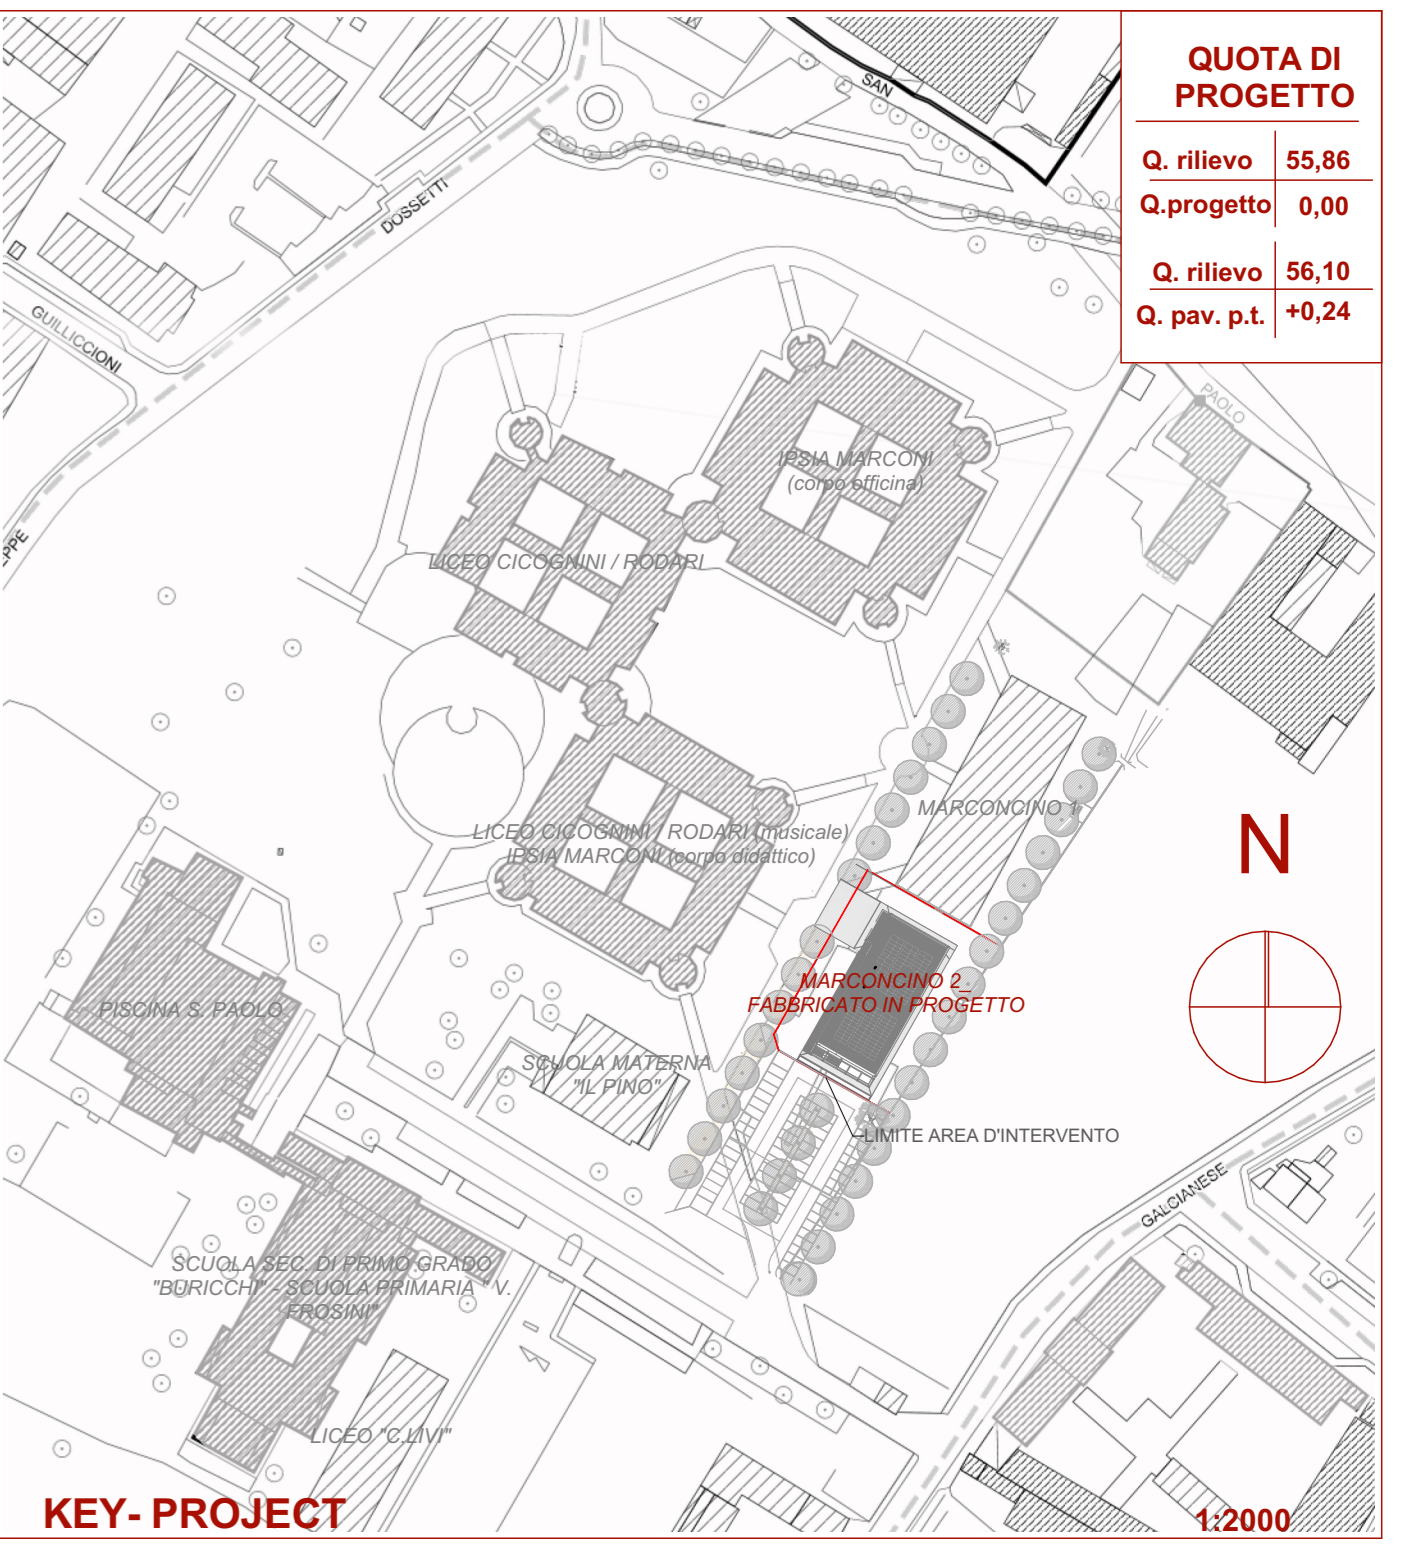 QUOTA DI
PROGETTO
Q. rilievo 55,86
Q.progetto 0,00
Q. rilievo 56,10
Q. pav. p.t. +0,24
SAN
DOSSETTI
GUILLICCIONI
PAOLO
IPSIA MARCONI
(corpo officina)
EPPE
LICEO CICOGNINI / RODARI
MARCONCINO 1
LICEO CICOGNINI / RODARI (musicale)
IPSIA MARCONI (corpo didattico)
N
MARCONCINO 2_
FABBRICATO IN PROGETTO
PISCINA S. PAOLO
SCUOLA MATERNA
"IL PINO"
LIMITE AREA D'INTERVENTO
GALCIANESE
SCUOLA SEC. DI PRIMO GRADO
"BURICCHI" - SCUOLA PRIMARIA " V.
FROSINI"
LICEO "C.LIVI"
KEY- PROJECT
1:2000